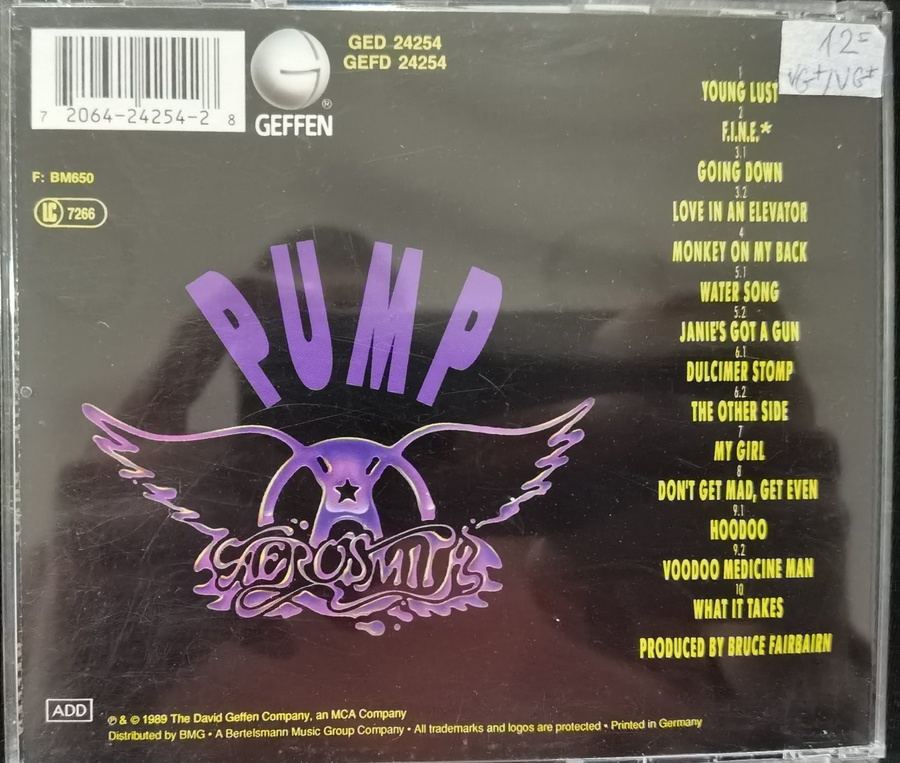 7 2064-24254-2 8
GEFFEN
®
GED 24254
GEFD 24254
12=
VG+/VG+
F: BM650
LC 7266
PUMP
AEROSMITH
1
YOUNG LUST
2
F.I.N.E.*
3.1
GOING DOWN
3.2
LOVE IN AN ELEVATOR
4
MONKEY ON MY BACK
5.1
WATER SONG
5.2
JANIE'S GOT A GUN
6.1
DULCIMER STOMP
6.2
THE OTHER SIDE
7
MY GIRL
8
DON'T GET MAD, GET EVEN
9.1
HOODOO
9.2
VOODOO MEDICINE MAN
10
WHAT IT TAKES
PRODUCED BY BRUCE FAIRBAIRN
ADD
℗ & © 1989 The David Geffen Company, an MCA Company
Distributed by BMG • A Bertelsmann Music Group Company • All trademarks and logos are protected • Printed in Germany